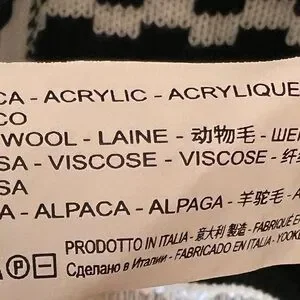 CA - ACRYLIC - ACRYLIQUE
CO
WOOL - LAINE - 动物毛 - ШЕ
SA - VISCOSE - VISCOSE - 纤
SA
A - ALPACA - ALPAGA - 羊驼毛 - A
PRODOTTO IN ITALIA - 意大利 製造 - FABRIQUÉ E
Сделано в Италии - FABRICADO EN ITALIA - YOOK
P